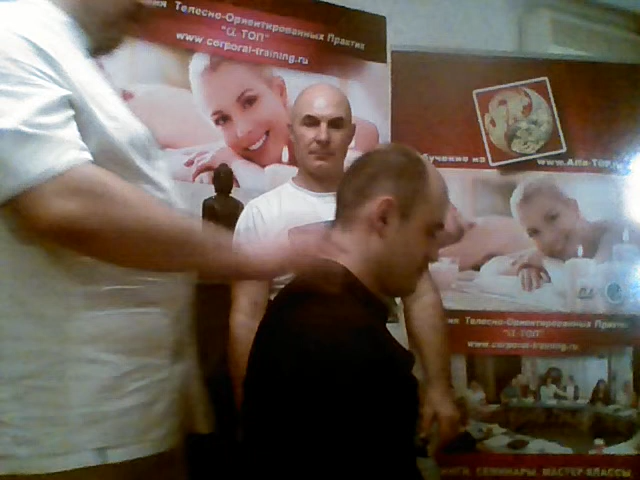 Телесно-Ориентированных Практик
"α ТОП"
www.corporal-training.ru
www.Alfa-TOP
Телесно-Ориентированных Практик
"α ТОП"
www.corporal-training.ru
СЕМИНАРЫ, МАСТЕР-КЛАССЫ